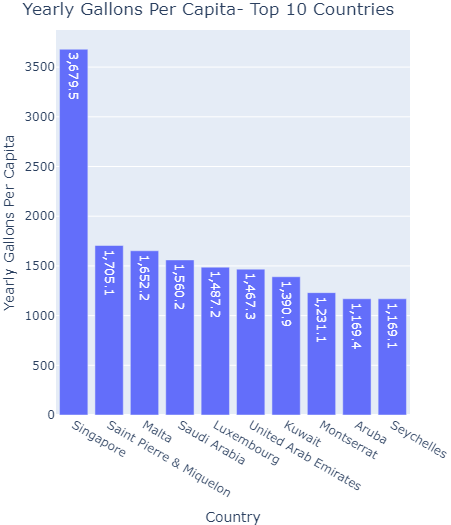 Yearly Gallons Per Capita- Top 10 Countries
Yearly Gallons Per Capita
3500
3000
2500
2000
1500
1000
500
0
3,679.5
1,705.1
1,652.2
1,560.2
1,487.2
1,467.3
1,390.9
1,231.1
1,169.4
1,169.1
Singapore
Saint Pierre & Miquelon
Malta
Saudi Arabia
Luxembourg
United Arab Emirates
Kuwait
Montserrat
Aruba
Seychelles
Country